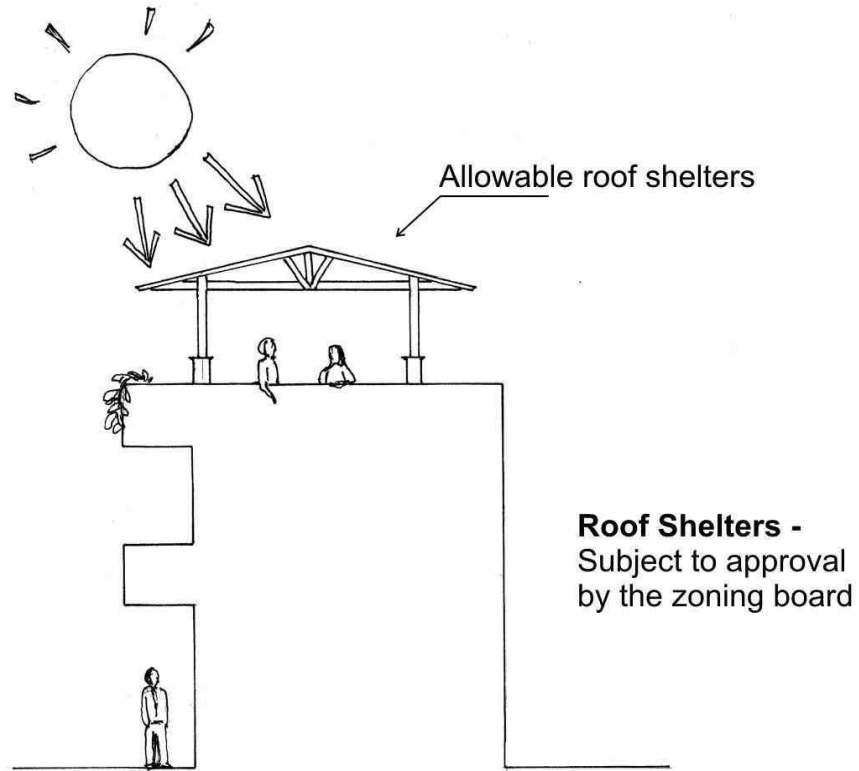 Allowable roof shelters
Roof Shelters -
Subject to approval
by the zoning board